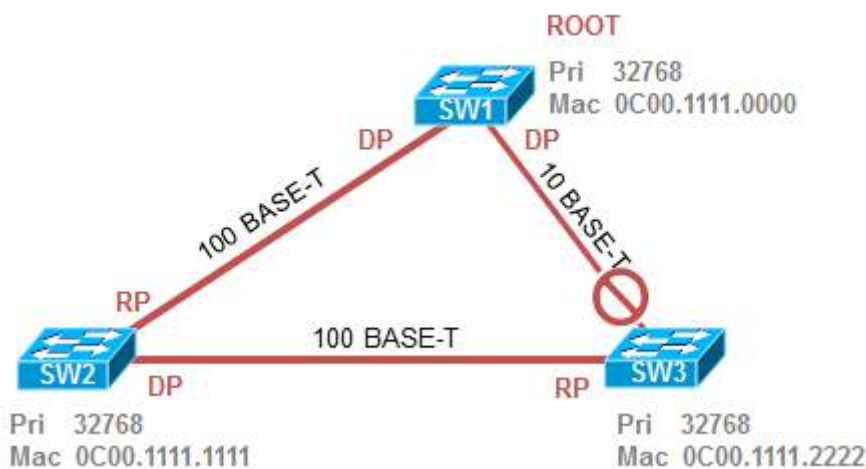 ROOT
Pri 32768
Mac 0C00.1111.0000
SW1
DP
DP
100 BASE-T
10 BASE-T
RP
100 BASE-T
SW2
DP
RP
SW3
Pri 32768
Mac 0C00.1111.1111
Pri 32768
Mac 0C00.1111.2222